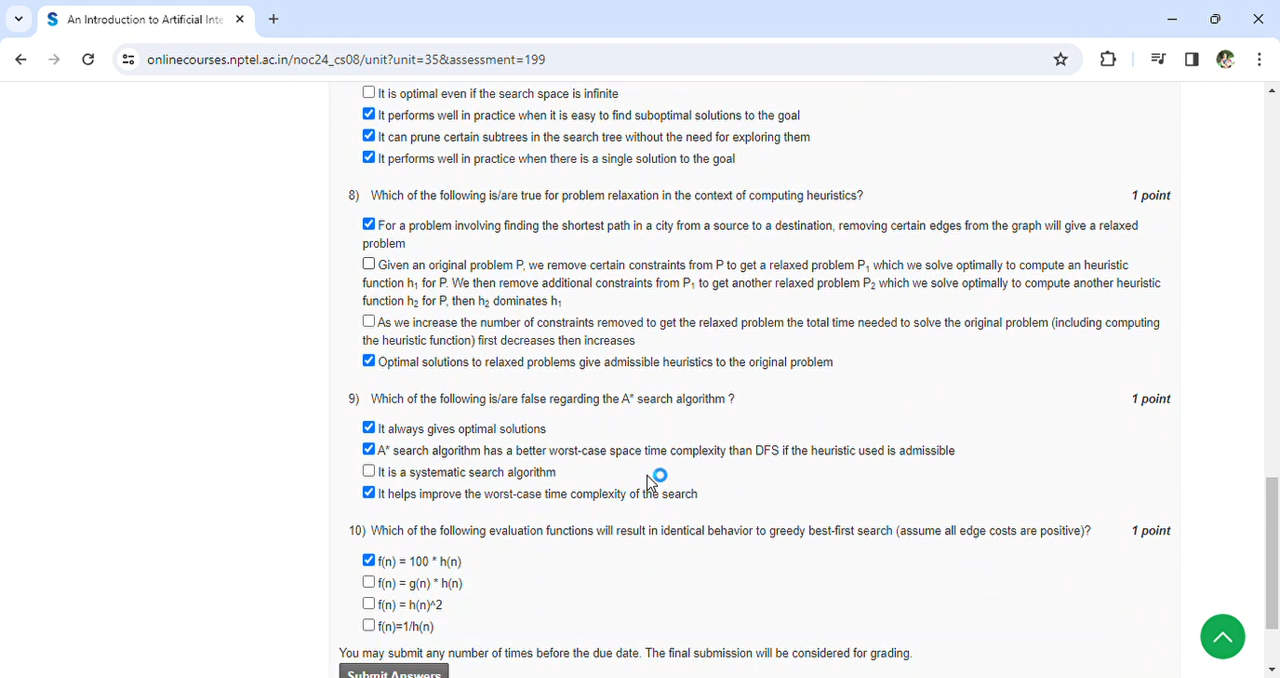 An Introduction to Artificial Inte
onlinecourses.nptel.ac.in/noc24_cs08/unit?unit=35&assessment=199
It is optimal even if the search space is infinite
It performs well in practice when it is easy to find suboptimal solutions to the goal
It can prune certain subtrees in the search tree without the need for exploring them
It performs well in practice when there is a single solution to the goal
8) Which of the following is/are true for problem relaxation in the context of computing heuristics? 1 point
For a problem involving finding the shortest path in a city from a source to a destination, removing certain edges from the graph will give a relaxed
problem
Given an original problem P, we remove certain constraints from P to get a relaxed problem P₁ which we solve optimally to compute an heuristic
function h₁ for P. We then remove additional constraints from P₁ to get another relaxed problem P₂ which we solve optimally to compute another heuristic
function h₂ for P, then h₂ dominates h₁
As we increase the number of constraints removed to get the relaxed problem the total time needed to solve the original problem (including computing
the heuristic function) first decreases then increases
Optimal solutions to relaxed problems give admissible heuristics to the original problem
9) Which of the following is/are false regarding the A* search algorithm ? 1 point
It always gives optimal solutions
A* search algorithm has a better worst-case space time complexity than DFS if the heuristic used is admissible
It is a systematic search algorithm
It helps improve the worst-case time complexity of the search
10) Which of the following evaluation functions will result in identical behavior to greedy best-first search (assume all edge costs are positive)? 1 point
f(n) = 100 * h(n)
f(n) = g(n) * h(n)
f(n) = h(n)^2
f(n)=1/h(n)
You may submit any number of times before the due date. The final submission will be considered for grading.
Submit Answers